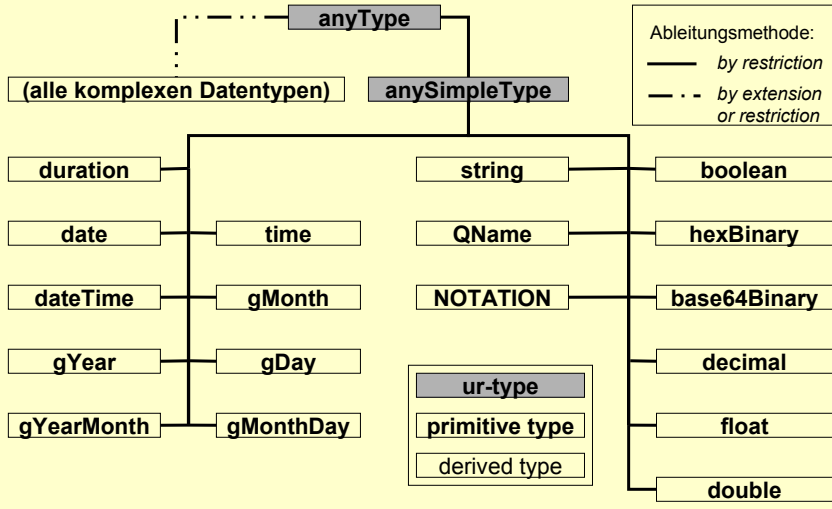 anyType
Ableitungsmethode:
by restriction
by extension
or restriction
(alle komplexen Datentypen)
anySimpleType
duration
string
boolean
date
time
QName
hexBinary
dateTime
gMonth
NOTATION
base64Binary
gYear
gDay
decimal
ur-type
gYearMonth
gMonthDay
primitive type
float
derived type
double